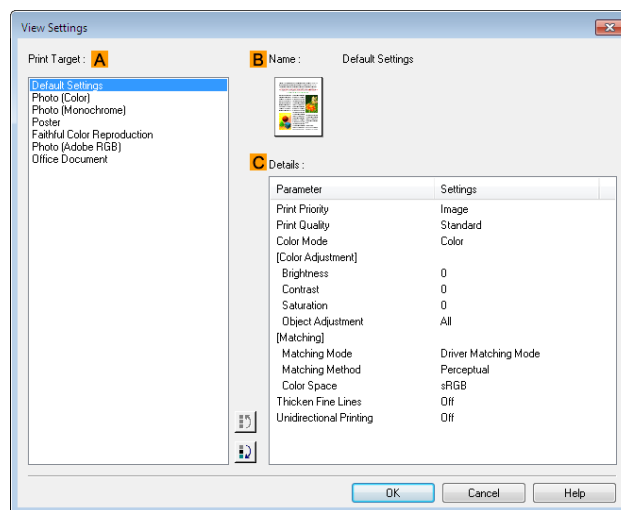 View Settings
Print Target : A
B Name : Default Settings
Default Settings
Photo (Color)
Photo (Monochrome)
Poster
Faithful Color Reproduction
Photo (Adobe RGB)
Office Document
C Details :
Parameter Settings
Print Priority Image
Print Quality Standard
Color Mode Color
[Color Adjustment]
Brightness 0
Contrast 0
Saturation 0
Object Adjustment All
[Matching]
Matching Mode Driver Matching Mode
Matching Method Perceptual
Color Space sRGB
Thicken Fine Lines Off
Unidirectional Printing Off
OK Cancel Help